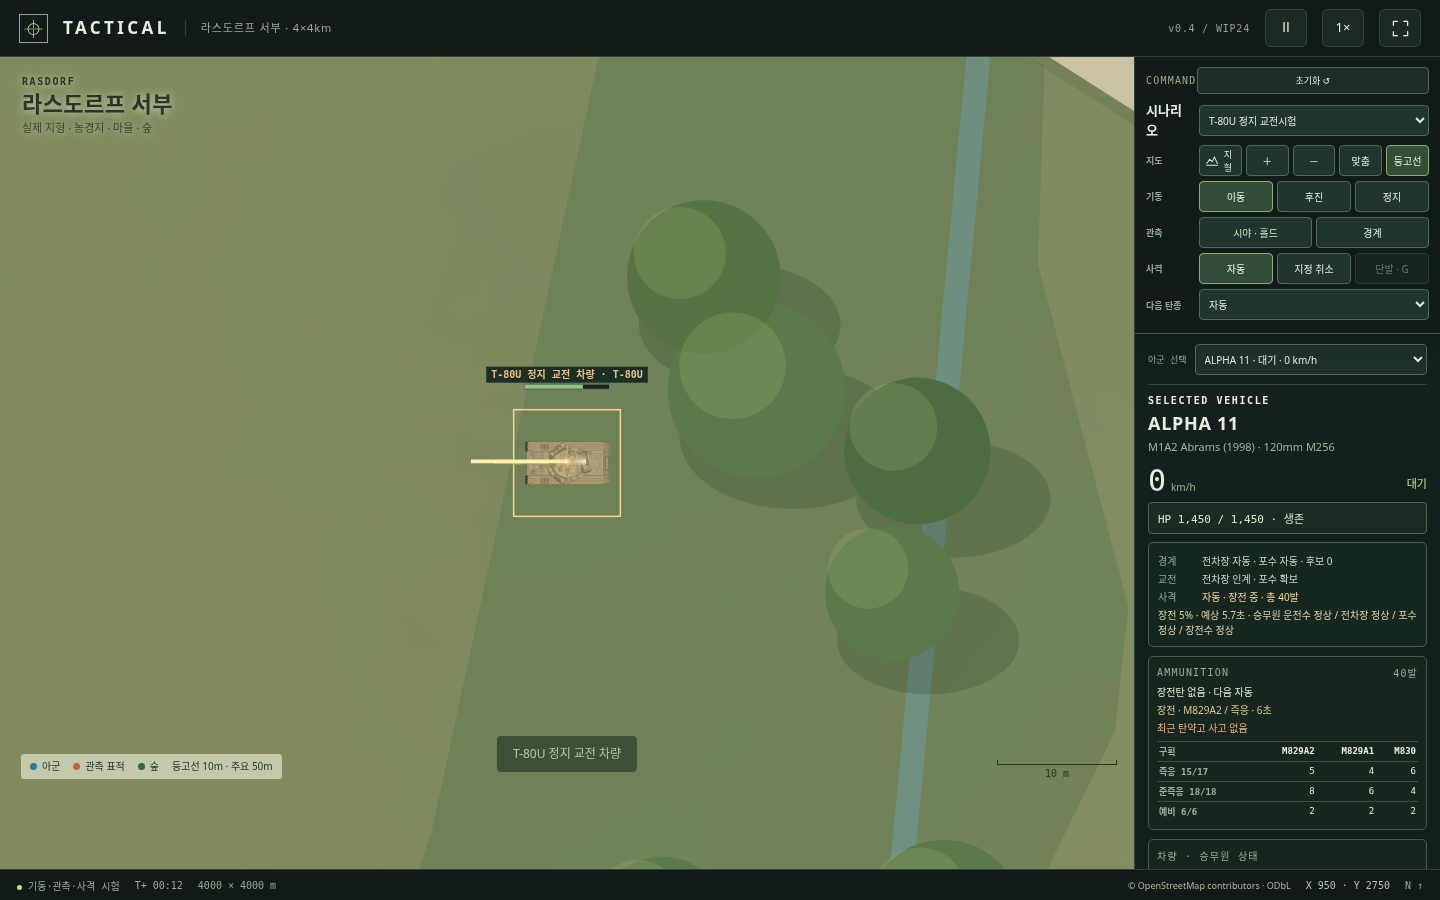 TACTICAL
라스도르프 서부 · 4×4km
v0.4 / WIP24
II
1×
RASDORF
라스도르프 서부
실제 지형 · 농경지 · 마을 · 숲
T-80U 정지 교전 차량 · T-80U
T-80U 정지 교전 차량
아군
관측 표적
숲
등고선 10m · 주요 50m
10 m
COMMAND
초기화 ↺
시나리오
T-80U 정지 교전시험
지도
지형
+
−
맞춤
등고선
기동
이동
후진
정지
관측
시야 · 홀드
경계
사격
자동
지정 취소
단발 · G
다음 탄종
자동
아군 선택
ALPHA 11 · 대기 · 0 km/h
SELECTED VEHICLE
ALPHA 11
M1A2 Abrams (1998) · 120mm M256
0 km/h
대기
HP 1,450 / 1,450 · 생존
경계 전차장 자동 · 포수 자동 · 후보 0
교전 전차장 인계 · 포수 확보
사격 자동 · 장전 중 · 총 40발
장전 5% · 예상 5.7초 · 승무원 운전수 정상 / 전차장 정상 / 포수
정상 / 장전수 정상
AMMUNITION 40발
장전탄 없음 · 다음 자동
장전 · M829A2 / 즉응 · 6초
최근 탄약고 사고 없음
구획 M829A2 M829A1 M830
즉응 15/17 5 4 6
준즉응 18/18 8 6 4
예비 6/6 2 2 2
차량 · 승무원 상태
기동·관측·사격 시험
T+ 00:12
4000 × 4000 m
© OpenStreetMap contributors · ODbL
X 950 · Y 2750
N ↑